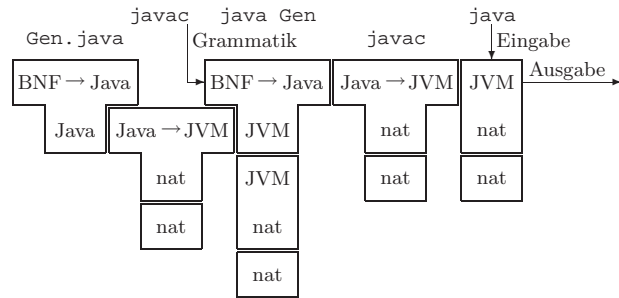 javac java Gen java
Gen.java Grammatik javac Eingabe
Ausgabe
BNF → Java BNF → Java Java → JVM JVM
Java Java → JVM JVM nat nat
nat JVM nat nat
nat nat
nat